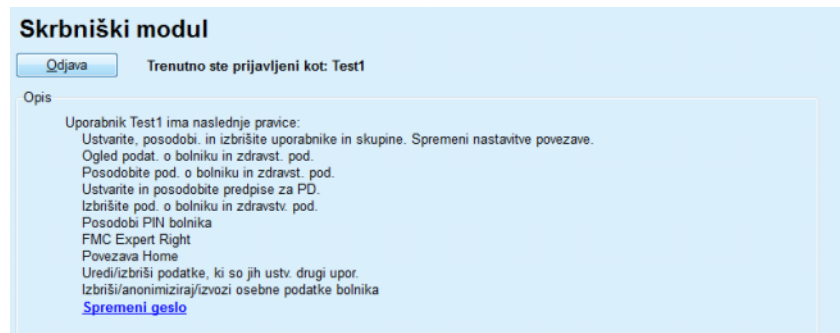 Skrbniški modul
Odjava
Trenutno ste prijavljeni kot: Test1
Opis
Uporabnik Test1 ima naslednje pravice:
Ustvarite, posodobi. in izbrišite uporabnike in skupine. Spremeni nastavitve povezave.
Ogled podat. o bolniku in zdravst. pod.
Posodobite pod. o bolniku in zdravst. pod.
Ustvarite in posodobite predpise za PD.
Izbrišite pod. o bolniku in zdravstv. pod.
Posodobi PIN bolnika
FMC Expert Right
Povezava Home
Uredi/izbriši podatke, ki so jih ustv. drugi upor.
Izbriši/anonimiziraj/izvozi osebne podatke bolnika
Spremeni geslo